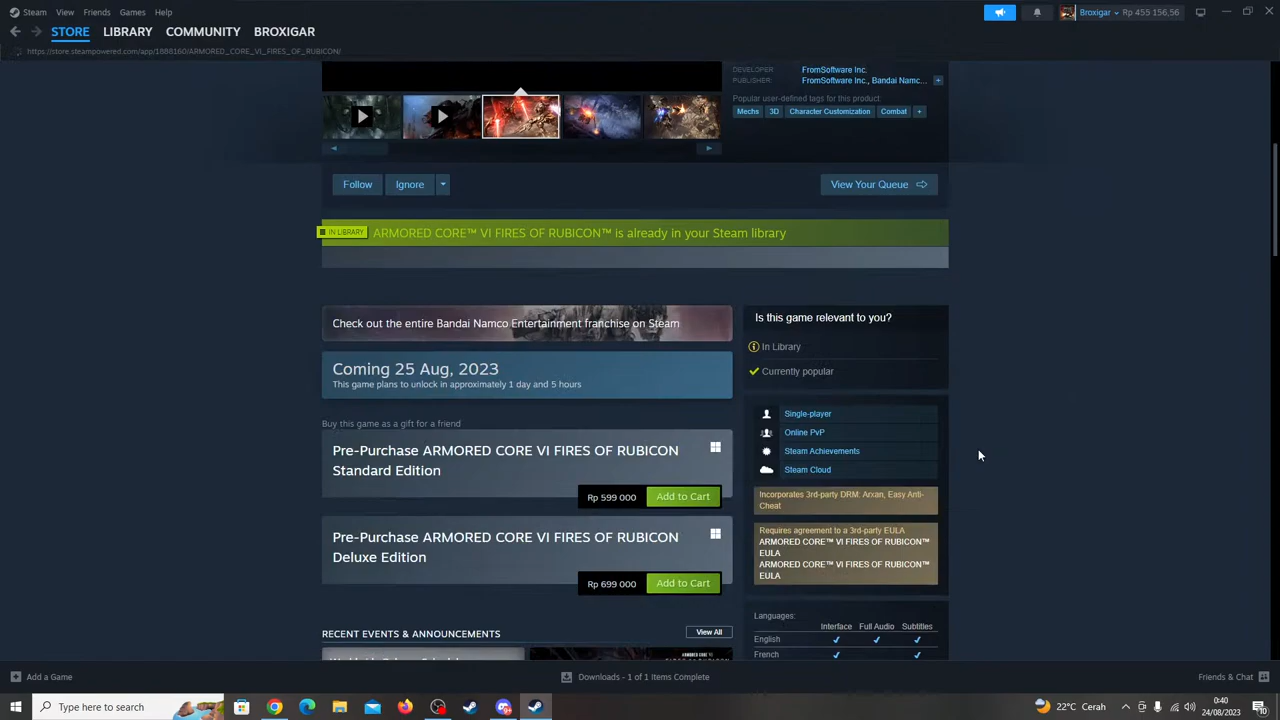 Steam View Friends Games Help
Broxigar Rp 455 156,56
STORE LIBRARY COMMUNITY BROXIGAR
https://store.steampowered.com/app/1888160/ARMORED_CORE_VI_FIRES_OF_RUBICON/
DEVELOPER: FromSoftware Inc.
PUBLISHER: FromSoftware Inc., Bandai Namc... +
Popular user-defined tags for this product:
Mechs 3D Character Customization Combat +
Follow Ignore
View Your Queue
IN LIBRARY ARMORED CORE™ VI FIRES OF RUBICON™ is already in your Steam library
Check out the entire Bandai Namco Entertainment franchise on Steam
Coming 25 Aug, 2023
This game plans to unlock in approximately 1 day and 5 hours
Buy this game as a gift for a friend
Pre-Purchase ARMORED CORE VI FIRES OF RUBICON
Standard Edition
Rp 599 000 Add to Cart
Pre-Purchase ARMORED CORE VI FIRES OF RUBICON
Deluxe Edition
Rp 699 000 Add to Cart
RECENT EVENTS & ANNOUNCEMENTS View All
Is this game relevant to you?
In Library
Currently popular
Single-player
Online PvP
Steam Achievements
Steam Cloud
Incorporates 3rd-party DRM: Arxan, Easy Anti-
Cheat
Requires agreement to a 3rd-party EULA
ARMORED CORE™ VI FIRES OF RUBICON™
EULA
ARMORED CORE™ VI FIRES OF RUBICON™
EULA
Languages:
Interface Full Audio Subtitles
English
French
Add a Game
Downloads - 1 of 1 Items Complete
Friends & Chat
Type here to search
22°C Cerah
0:40
24/08/2023